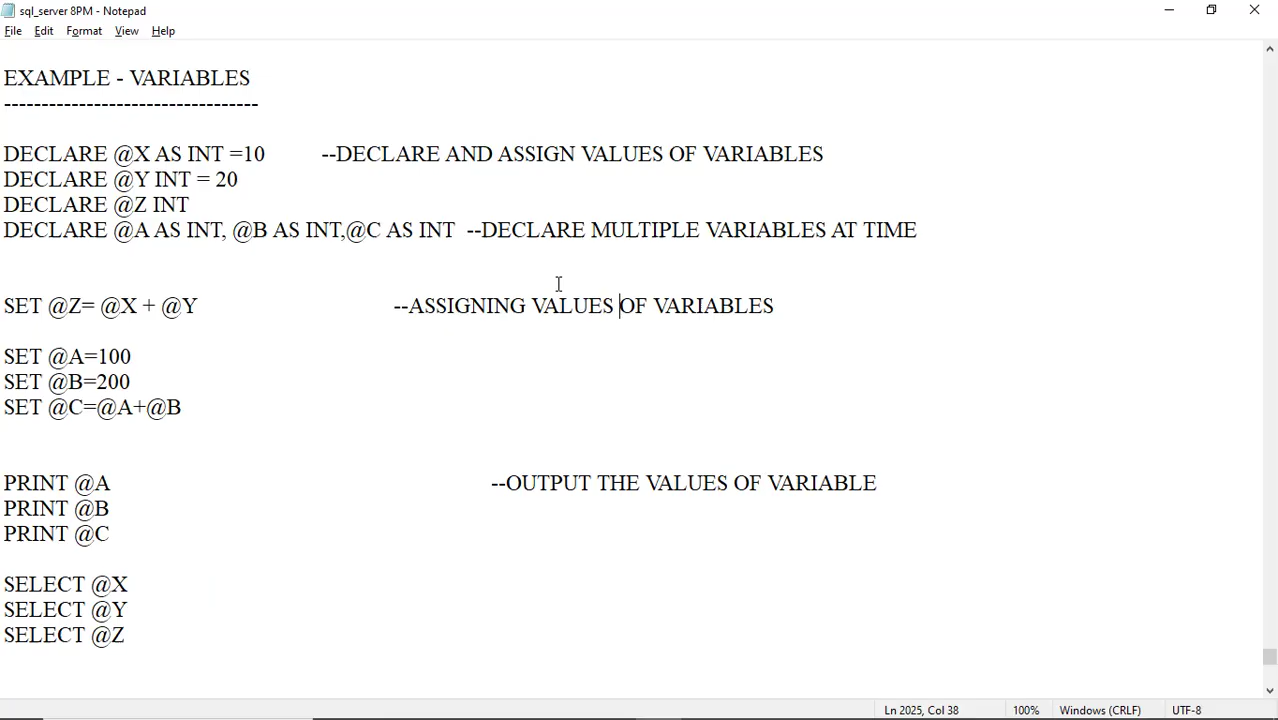 sql_server 8PM - Notepad
File Edit Format View Help
EXAMPLE - VARIABLES
----------------------------------
DECLARE @X AS INT =10 --DECLARE AND ASSIGN VALUES OF VARIABLES
DECLARE @Y INT = 20
DECLARE @Z INT
DECLARE @A AS INT, @B AS INT,@C AS INT --DECLARE MULTIPLE VARIABLES AT TIME
SET @Z= @X + @Y --ASSIGNING VALUES OF VARIABLES
SET @A=100
SET @B=200
SET @C=@A+@B
PRINT @A --OUTPUT THE VALUES OF VARIABLE
PRINT @B
PRINT @C
SELECT @X
SELECT @Y
SELECT @Z
Ln 2025, Col 38 100% Windows (CRLF) UTF-8